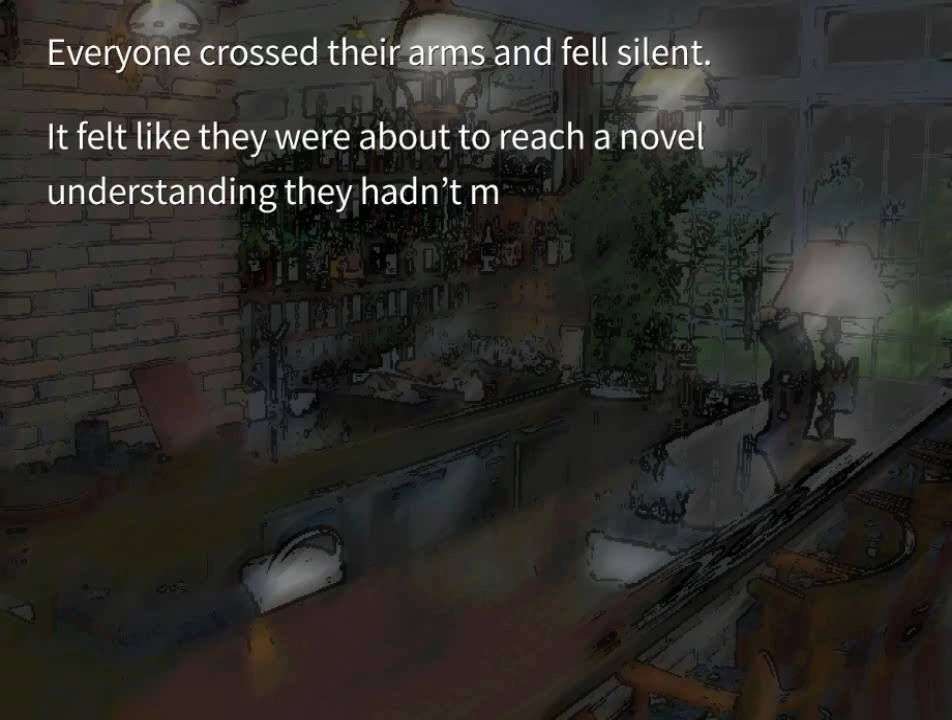 Everyone crossed their arms and fell silent.
It felt like they were about to reach a novel
understanding they hadn’t m